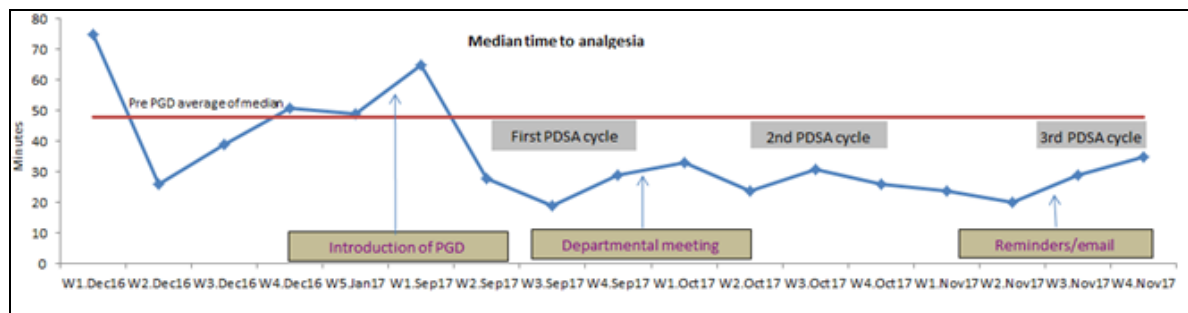 Median time to analgesia
80
70
60
50
40
30
20
10
0
Minutes
Pre PGD average of median
First PDSA cycle
2nd PDSA cycle
3rd PDSA cycle
Introduction of PGD
Departmental meeting
Reminders/email
W1.Dec16 W2.Dec16 W3.Dec16 W4.Dec16 W5.Jan17 W1.Sep17 W2.Sep17 W3.Sep17 W4.Sep17 W1.Oct17 W2.Oct17 W3.Oct17 W4.Oct17 W1.Nov17 W2.Nov17 W3.Nov17 W4.Nov17